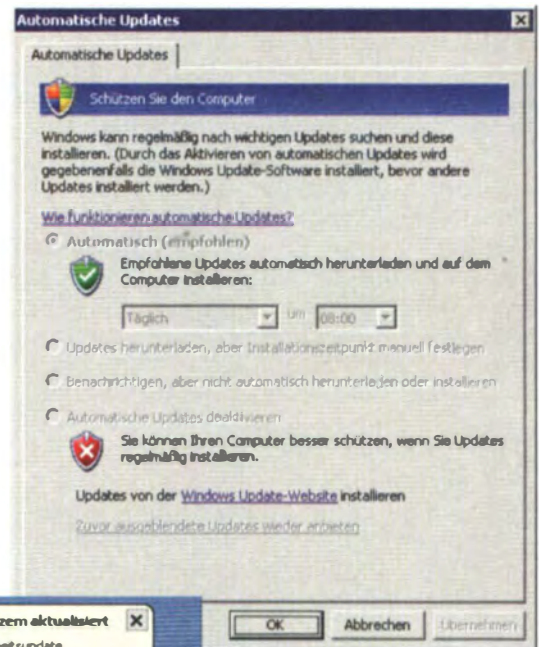 Automatische Updates
Automatische Updates
Schützen Sie den Computer
Windows kann regelmäßig nach wichtigen Updates suchen und diese
installieren. (Durch das Aktivieren von automatischen Updates wird
gegebenenfalls die Windows Update-Software installiert, bevor andere
Updates installiert werden.)
Wie funktionieren automatische Updates?
Automatisch (empfohlen)
Empfohlene Updates automatisch herunterladen und auf dem
Computer installieren:
Täglich um 08:00
Updates herunterladen, aber Installationszeitpunkt manuell festlegen
Benachrichtigen, aber nicht automatisch herunterladen oder installieren
Automatische Updates deaktivieren
Sie können Ihren Computer besser schützen, wenn Sie Updates
regelmäßig installieren.
Updates von der Windows Update-Website installieren
Zuvor ausgeblendete Updates wieder anbieten
OK Abbrechen Übernehmen
aktualisiert